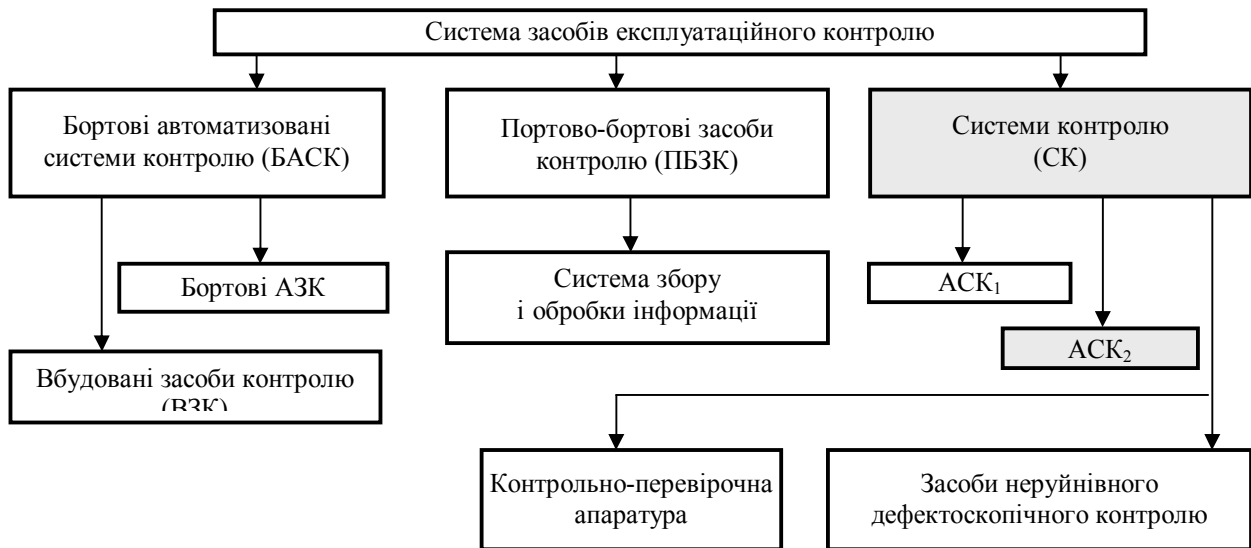 Система засобів експлуатаційного контролю
Бортові автоматизовані
системи контролю (БАСК)
Портово-бортові засоби
контролю (ПБЗК)
Системи контролю
(СК)
Бортові АЗК
Система збору
і обробки інформації
АСК₁
АСК₂
Вбудовані засоби контролю
(ВЗК)
Контрольно-перевірочна
апаратура
Засоби неруйнівного
дефектоскопічного контролю